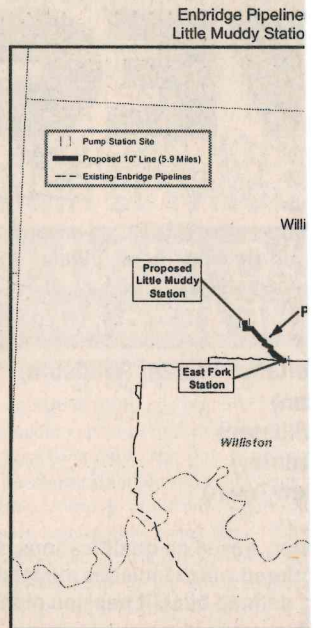 Enbridge Pipeline
Little Muddy Statio
Pump Station Site
Proposed 10" Line (5.9 Miles)
Existing Enbridge Pipelines
Willi
Proposed
Little Muddy
Station
P
East Fork
Station
Williston